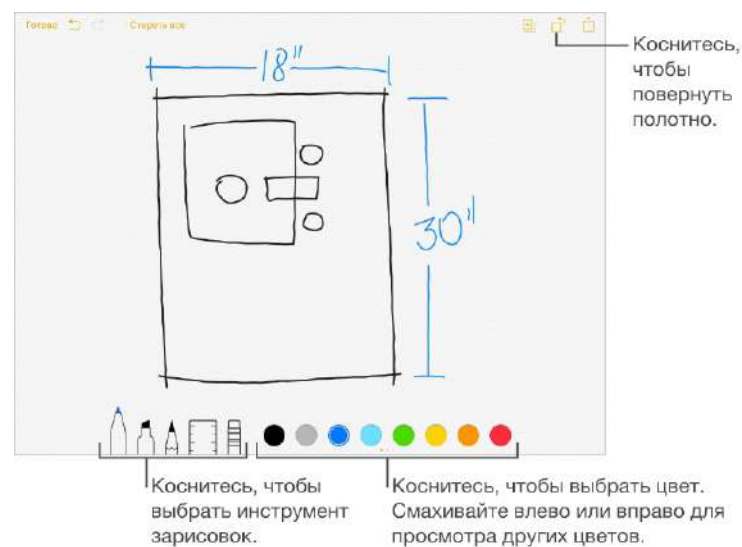 Готово Стереть все
Коснитесь,
чтобы
повернуть
полотно.
18"
30"
Коснитесь, чтобы
выбрать инструмент
зарисовок.
Коснитесь, чтобы выбрать цвет.
Смахивайте влево или вправо для
просмотра других цветов.